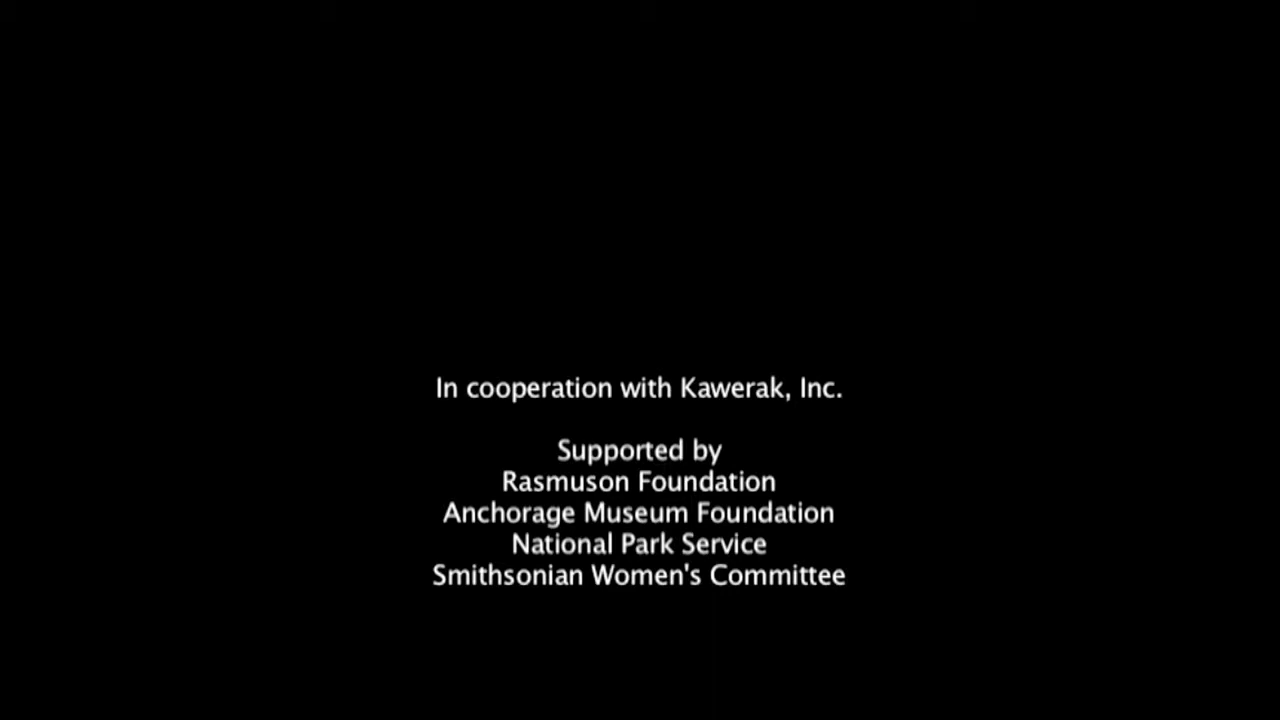 In cooperation with Kawerak, Inc.
Supported by
Rasmuson Foundation
Anchorage Museum Foundation
National Park Service
Smithsonian Women's Committee